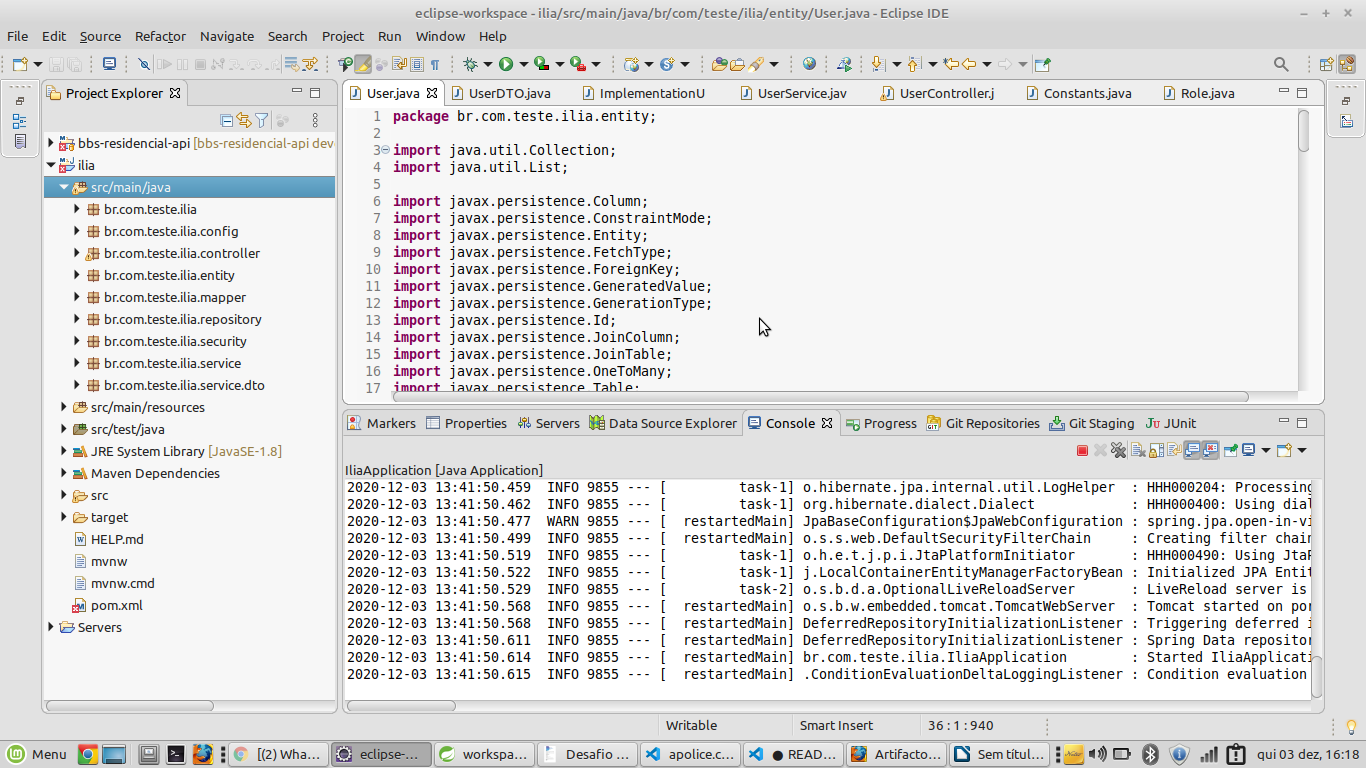 eclipse-workspace - ilia/src/main/java/br/com/teste/ilia/entity/User.java - Eclipse IDE
File Edit Source Refactor Navigate Search Project Run Window Help
Project Explorer
bbs-residencial-api [bbs-residencial-api deve
ilia
src/main/java
br.com.teste.ilia
br.com.teste.ilia.config
br.com.teste.ilia.controller
br.com.teste.ilia.entity
br.com.teste.ilia.mapper
br.com.teste.ilia.repository
br.com.teste.ilia.security
br.com.teste.ilia.service
br.com.teste.ilia.service.dto
src/main/resources
src/test/java
JRE System Library [JavaSE-1.8]
Maven Dependencies
src
target
HELP.md
mvnw
mvnw.cmd
pom.xml
Servers
User.java UserDTO.java ImplementationU UserService.jav UserController.j Constants.java Role.java
1 package br.com.teste.ilia.entity;
2
3 import java.util.Collection;
4 import java.util.List;
5
6 import javax.persistence.Column;
7 import javax.persistence.ConstraintMode;
8 import javax.persistence.Entity;
9 import javax.persistence.FetchType;
10 import javax.persistence.ForeignKey;
11 import javax.persistence.GeneratedValue;
12 import javax.persistence.GenerationType;
13 import javax.persistence.Id;
14 import javax.persistence.JoinColumn;
15 import javax.persistence.JoinTable;
16 import javax.persistence.OneToMany;
17 import javax.persistence.Table;
Markers Properties Servers Data Source Explorer Console Progress Git Repositories Git Staging Ju JUnit
IliaApplication [Java Application]
2020-12-03 13:41:50.459 INFO 9855 --- [ task-1] o.hibernate.jpa.internal.util.LogHelper : HHH000204: Processing
2020-12-03 13:41:50.462 INFO 9855 --- [ task-1] org.hibernate.dialect.Dialect : HHH000400: Using dial
2020-12-03 13:41:50.477 WARN 9855 --- [ restartedMain] JpaBaseConfiguration$JpaWebConfiguration : spring.jpa.open-in-vi
2020-12-03 13:41:50.499 INFO 9855 --- [ restartedMain] o.s.s.web.DefaultSecurityFilterChain : Creating filter chain
2020-12-03 13:41:50.519 INFO 9855 --- [ task-1] o.h.e.t.j.p.i.JtaPlatformInitiator : HHH000490: Using JtaP
2020-12-03 13:41:50.522 INFO 9855 --- [ task-1] j.LocalContainerEntityManagerFactoryBean : Initialized JPA Entit
2020-12-03 13:41:50.529 INFO 9855 --- [ task-2] o.s.b.d.a.OptionalLiveReloadServer : LiveReload server is
2020-12-03 13:41:50.568 INFO 9855 --- [ restartedMain] o.s.b.w.embedded.tomcat.TomcatWebServer : Tomcat started on por
2020-12-03 13:41:50.568 INFO 9855 --- [ restartedMain] DeferredRepositoryInitializationListener : Triggering deferred i
2020-12-03 13:41:50.611 INFO 9855 --- [ restartedMain] DeferredRepositoryInitializationListener : Spring Data repositor
2020-12-03 13:41:50.614 INFO 9855 --- [ restartedMain] br.com.teste.ilia.IliaApplication : Started IliaApplicati
2020-12-03 13:41:50.615 INFO 9855 --- [ restartedMain] .ConditionEvaluationDeltaLoggingListener : Condition evaluation
Writable Smart Insert 36 : 1 : 940
Menu [(2) Wha... eclipse-... workspa... Desafio ... apolice.c... ● READ... Artifacto... Sem títul... qui 03 dez, 16:18